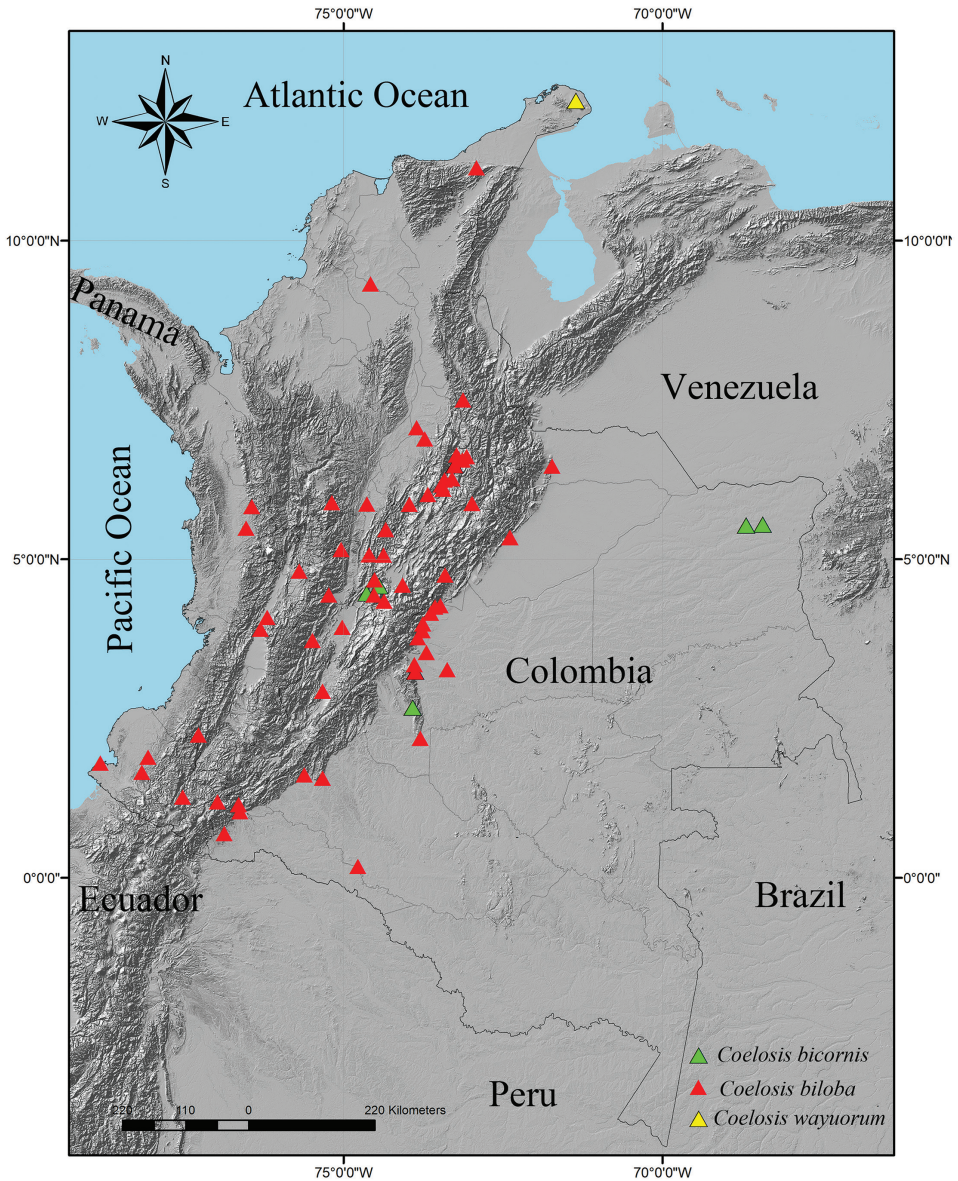 75°0'0"W 70°0'0"W
N
W E
S
Atlantic Ocean
10°0'0"N 10°0'0"N
Panama
Venezuela
Pacific Ocean
5°0'0"N 5°0'0"N
Colombia
0°0'0" 0°0'0"
Ecuador
Brazil
Coelosis bicornis
Coelosis biloba
Coelosis wayuorum
Peru
220 110 0 220 Kilometers
75°0'0"W 70°0'0"W